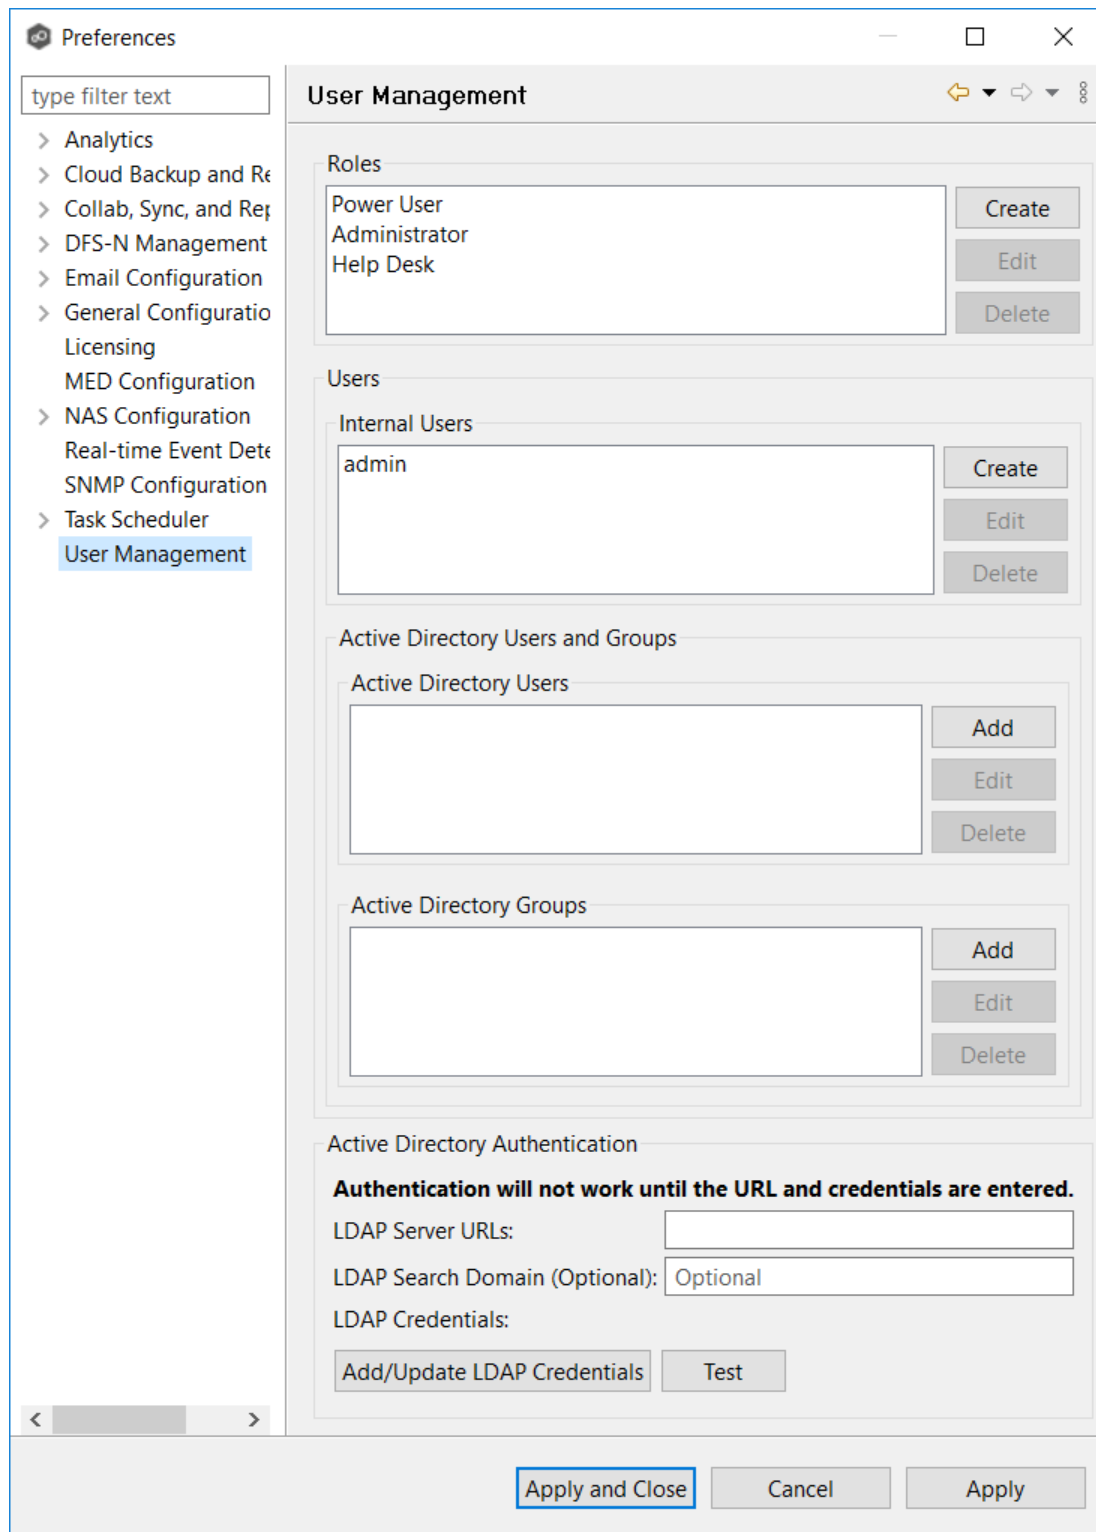 Preferences
type filter text
Analytics
Cloud Backup and Re
Collab, Sync, and Rep
DFS-N Management
Email Configuration
General Configuratio
Licensing
MED Configuration
NAS Configuration
Real-time Event Dete
SNMP Configuration
Task Scheduler
User Management
User Management
Roles
Power User
Administrator
Help Desk
Create
Edit
Delete
Users
Internal Users
admin
Create
Edit
Delete
Active Directory Users and Groups
Active Directory Users
Add
Edit
Delete
Active Directory Groups
Add
Edit
Delete
Active Directory Authentication
Authentication will not work until the URL and credentials are entered.
LDAP Server URLs:
LDAP Search Domain (Optional): Optional
LDAP Credentials:
Add/Update LDAP Credentials Test
Apply and Close Cancel Apply